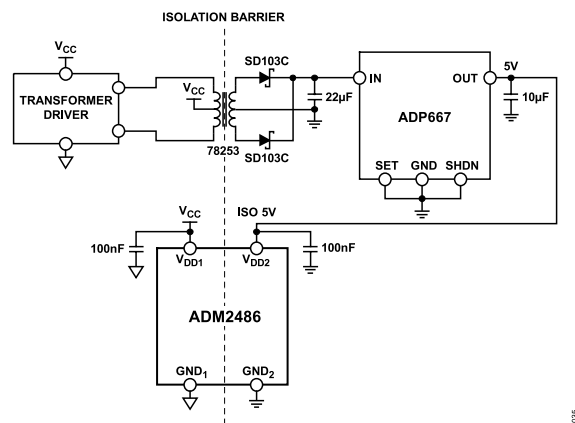 ISOLATION BARRIER
VCC
TRANSFORMER
DRIVER
VCC
78253
SD103C
SD103C
22µF
IN
OUT
ADP667
SET
GND
SHDN
5V
10µF
VCC
ISO 5V
100nF
100nF
VDD1
VDD2
ADM2486
GND1
GND2